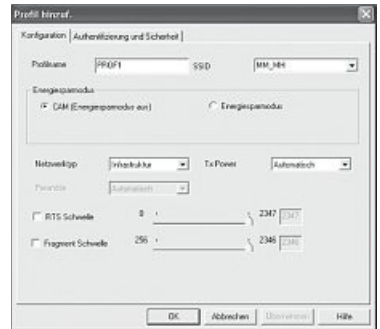 Profil hinzuf.
Konfiguration Authentifizierung und Sicherheit
Profilname PROF1 SSID MM_MH
Energiesparmodus
CAM (Energiesparmodus aus) Energiesparmodus
Netzwerktyp Infrastruktur Tx Power Automatisch
Präambel Automatisch
RTS Schwelle 0 2347 2347
Fragment Schwelle 256 2346 2346
OK Abbrechen Übernehmen Hilfe